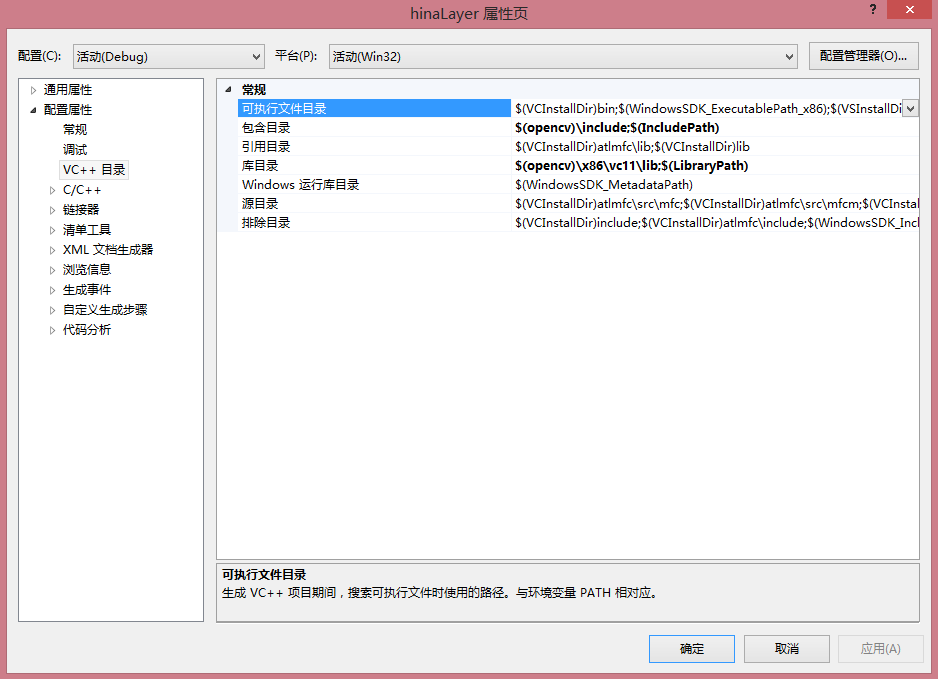 hinaLayer 属性页
?
配置(C): 活动(Debug) 平台(P): 活动(Win32) 配置管理器(O)...
通用属性
配置属性
常规
调试
VC++ 目录
C/C++
链接器
清单工具
XML 文档生成器
浏览信息
生成事件
自定义生成步骤
代码分析
常规
可执行文件目录 $(VCInstallDir)bin;$(WindowsSDK_ExecutablePath_x86);$(VSInstallDi
包含目录 $(opencv)\include;$(IncludePath)
引用目录 $(VCInstallDir)atlmfc\lib;$(VCInstallDir)lib
库目录 $(opencv)\x86\vc11\lib;$(LibraryPath)
Windows 运行库目录 $(WindowsSDK_MetadataPath)
源目录 $(VCInstallDir)atlmfc\src\mfc;$(VCInstallDir)atlmfc\src\mfcm;$(VCInstal
排除目录 $(VCInstallDir)include;$(VCInstallDir)atlmfc\include;$(WindowsSDK_Incl
可执行文件目录
生成 VC++ 项目期间，搜索可执行文件时使用的路径。与环境变量 PATH 相对应。
确定 取消 应用(A)